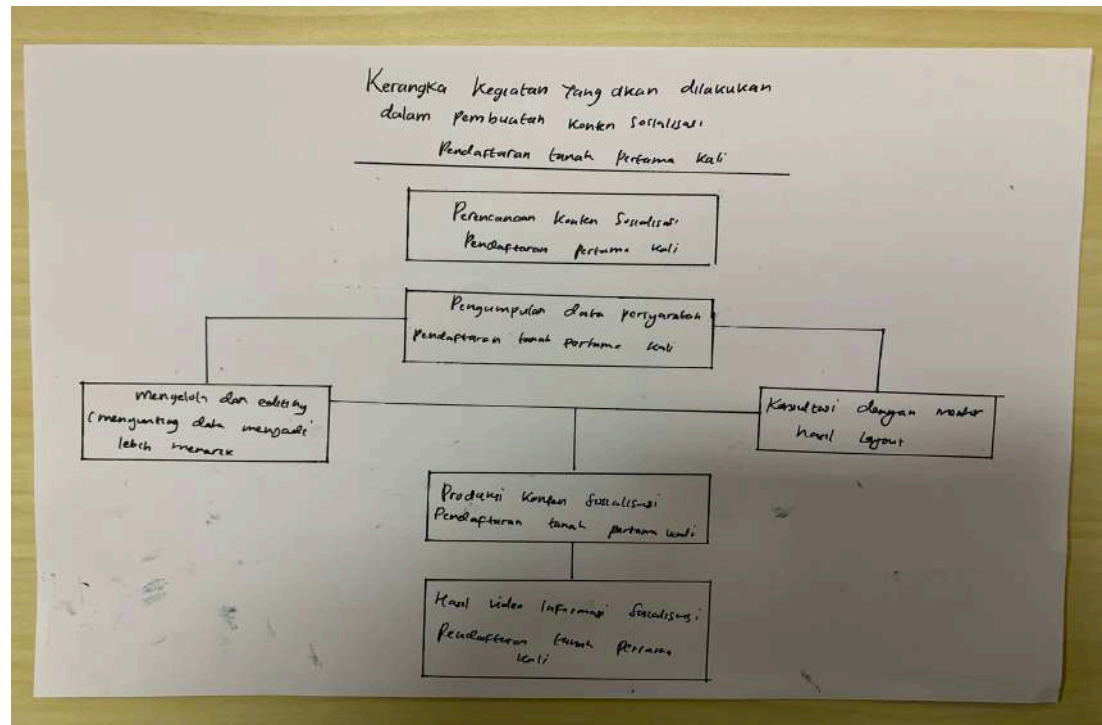 Kerangka kegiatan yang akan dilakukan
dalam pembuatan konten sosialisasi
Pendaftaran tanah pertama kali
Perencanaan konten sosialisasi
Pendaftaran pertama kali
Pengumpulan data persyaratan
pendaftaran tanah pertama kali
mengelola dan editing
(menyunting data menjadi
lebih menarik
Konsultasi dengan mentor
hasil layout
Produksi konten sosialisasi
Pendaftaran tanah pertama kali
Hasil video informasi sosialisasi
Pendaftaran tanah pertama
kali